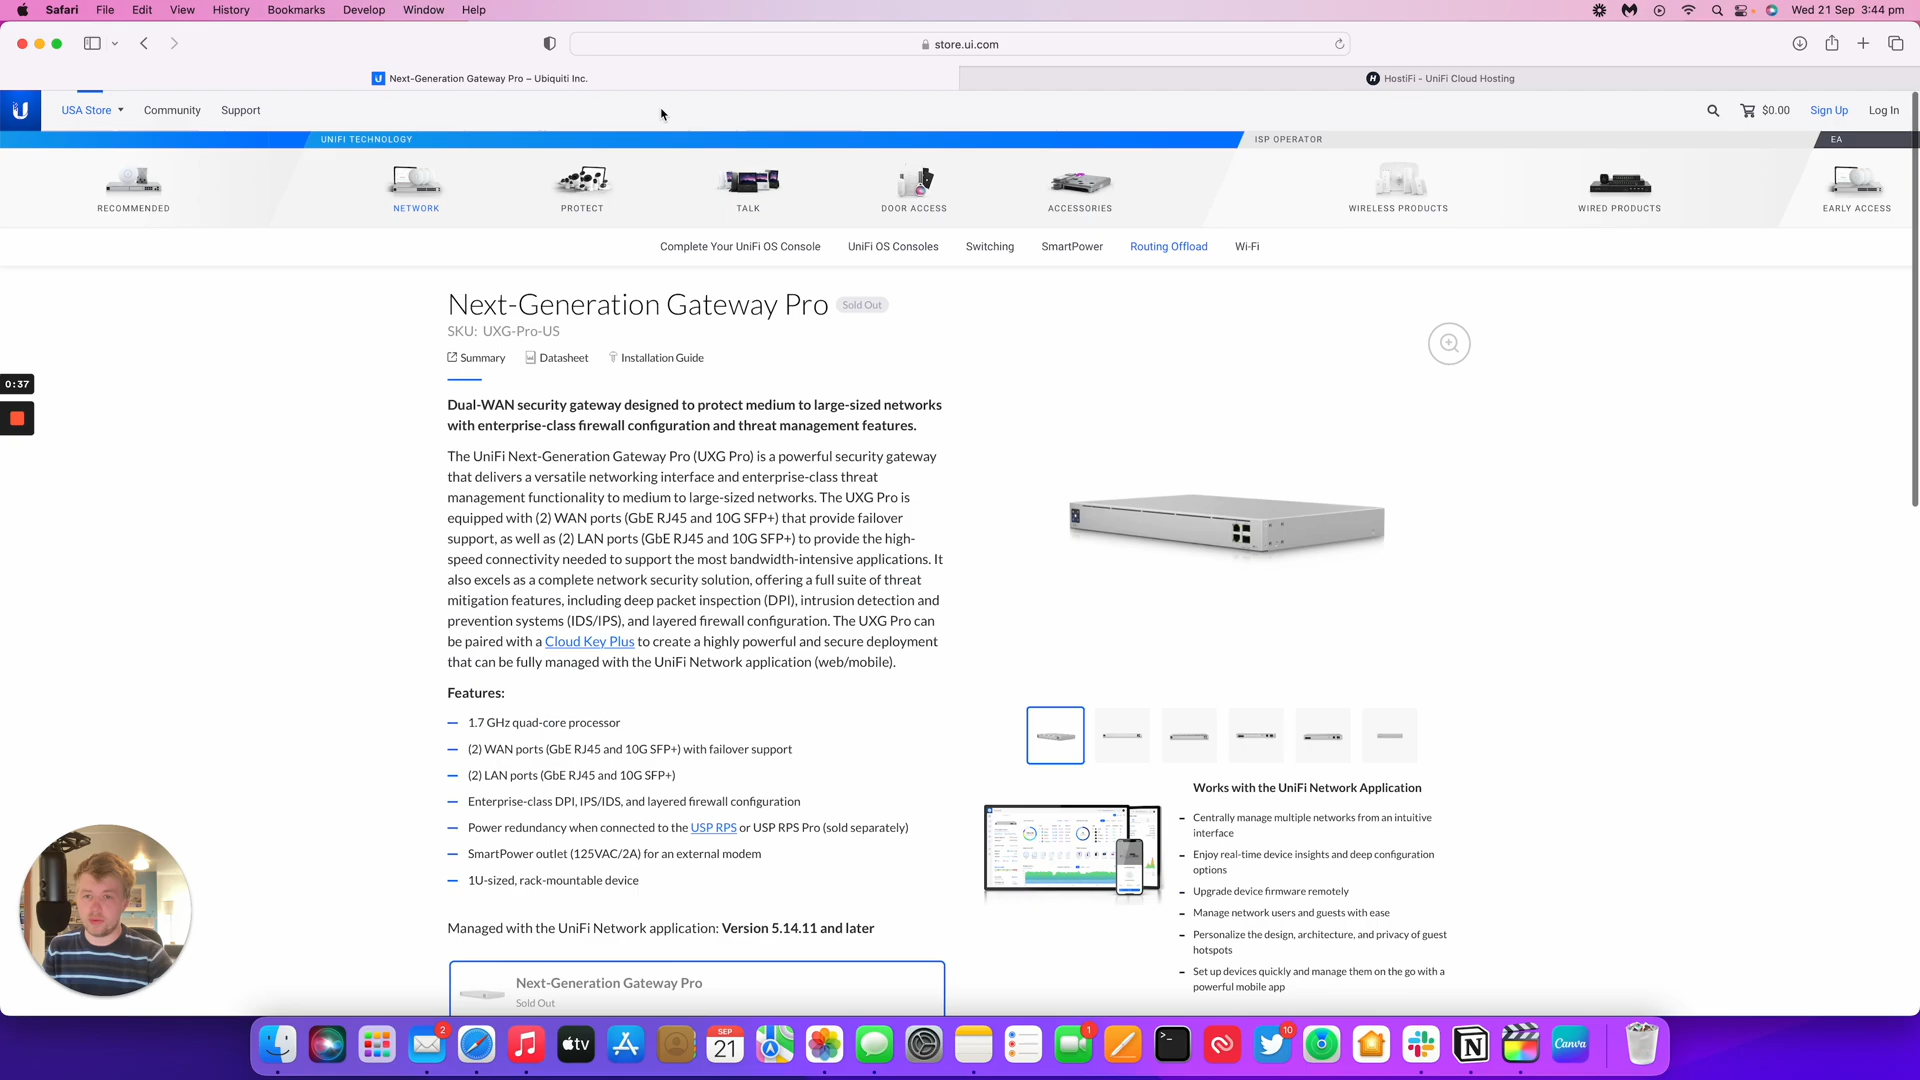 Safari File Edit View History Bookmarks Develop Window Help
Wed 21 Sep 3:44 pm
store.ui.com
U Next-Generation Gateway Pro – Ubiquiti Inc.
H HostiFi - UniFi Cloud Hosting
U USA Store Community Support
$0.00 Sign Up Log In
UNIFI TECHNOLOGY
ISP OPERATOR
EA
RECOMMENDED
NETWORK
PROTECT
TALK
DOOR ACCESS
ACCESSORIES
WIRELESS PRODUCTS
WIRED PRODUCTS
EARLY ACCESS
Complete Your UniFi OS Console UniFi OS Consoles Switching SmartPower Routing Offload Wi-Fi
Next-Generation Gateway Pro Sold Out
SKU: UXG-Pro-US
Summary Datasheet Installation Guide
0:37
Dual-WAN security gateway designed to protect medium to large-sized networks
with enterprise-class firewall configuration and threat management features.
The UniFi Next-Generation Gateway Pro (UXG Pro) is a powerful security gateway
that delivers a versatile networking interface and enterprise-class threat
management functionality to medium to large-sized networks. The UXG Pro is
equipped with (2) WAN ports (GbE RJ45 and 10G SFP+) that provide failover
support, as well as (2) LAN ports (GbE RJ45 and 10G SFP+) to provide the high-
speed connectivity needed to support the most bandwidth-intensive applications. It
also excels as a complete network security solution, offering a full suite of threat
mitigation features, including deep packet inspection (DPI), intrusion detection and
prevention systems (IDS/IPS), and layered firewall configuration. The UXG Pro can
be paired with a Cloud Key Plus to create a highly powerful and secure deployment
that can be fully managed with the UniFi Network application (web/mobile).
Features:
— 1.7 GHz quad-core processor
— (2) WAN ports (GbE RJ45 and 10G SFP+) with failover support
— (2) LAN ports (GbE RJ45 and 10G SFP+)
— Enterprise-class DPI, IPS/IDS, and layered firewall configuration
— Power redundancy when connected to the USP RPS or USP RPS Pro (sold separately)
— SmartPower outlet (125VAC/2A) for an external modem
— 1U-sized, rack-mountable device
Managed with the UniFi Network application: Version 5.14.11 and later
Next-Generation Gateway Pro
Sold Out
Works with the UniFi Network Application
- Centrally manage multiple networks from an intuitive
interface
- Enjoy real-time device insights and deep configuration
options
- Upgrade device firmware remotely
- Manage network users and guests with ease
- Personalize the design, architecture, and privacy of guest
hotspots
- Set up devices quickly and manage them on the go with a
powerful mobile app
2
tv
SEP
21
1
10
N
Canva